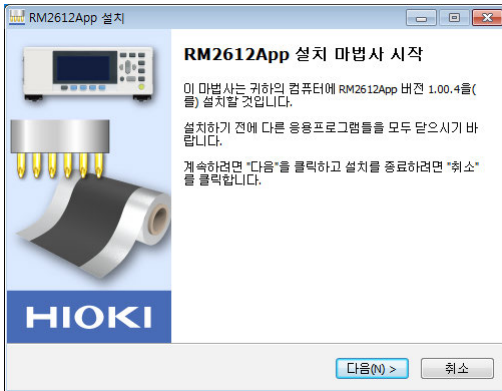 RM2612App 설치
RM2612App 설치 마법사 시작
이 마법사는 귀하의 컴퓨터에 RM2612App 버전 1.00.4을(
를) 설치할 것입니다.
설치하기 전에 다른 응용프로그램들을 모두 닫으시기 바
랍니다.
계속하려면 "다음"을 클릭하고 설치를 종료하려면 "취소"
를 클릭합니다.
HIOKI
다음(N) >
취소